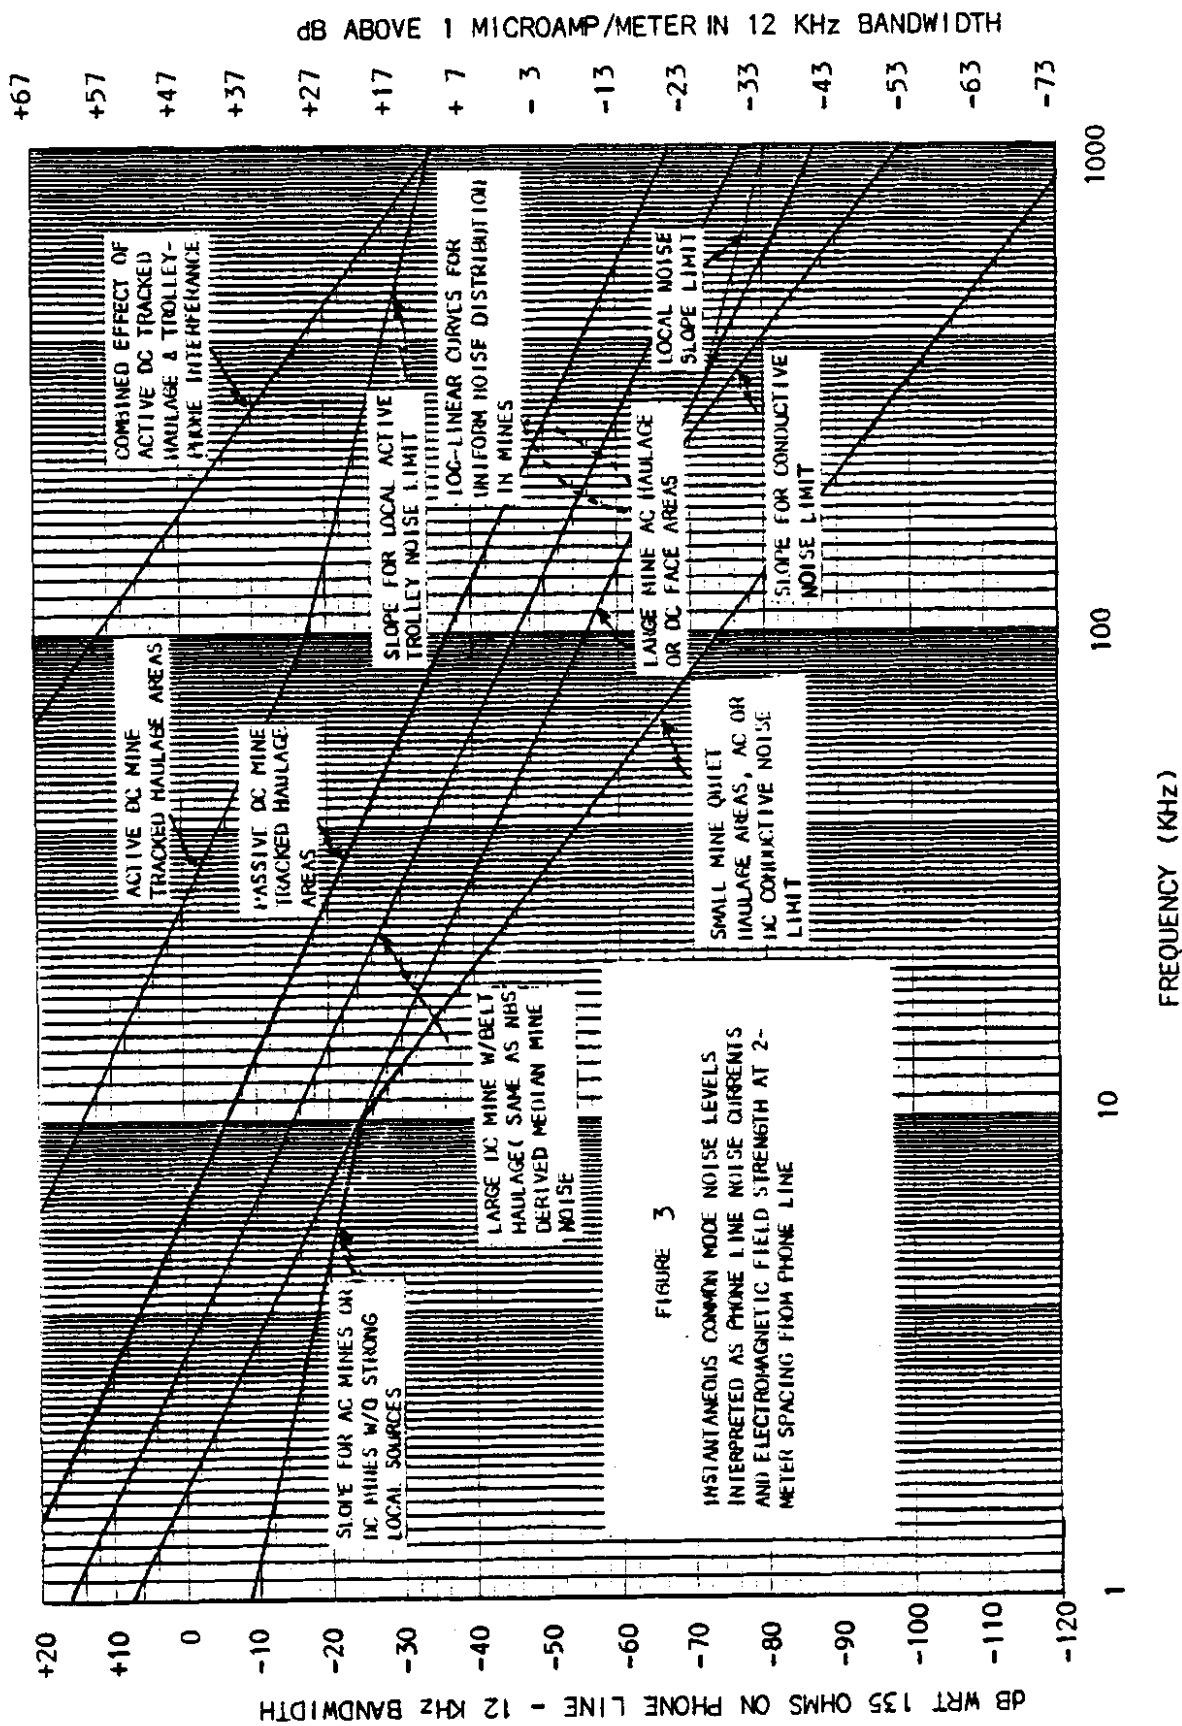 dB ABOVE 1 MICROAMP/METER IN 12 KHz BANDWIDTH
+67
+57
+47
+37
+27
+17
+7
-3
-13
-23
-33
-43
-53
-63
-73
COMBINED EFFECT OF
ACTIVE DC TRACKED
HAULAGE & TROLLEY-
PHONE INTERFERANCE
SLOPE FOR LOCAL ACTIVE
TROLLEY NOISE LIMIT
LOG-LINEAR CURVES FOR
UNIFORM NOISE DISTRIBUTION
IN MINES
LOCAL NOISE
SLOPE LIMIT
LARGE MINE AC HAULAGE
OR DC FACE AREAS
SLOPE FOR CONDUCTIVE
NOISE LIMIT
ACTIVE DC MINE
TRACKED HAULAGE AREAS
PASSIVE DC MINE
TRACKED HAULAGE
AREAS
SMALL MINE QUIET
HAULAGE AREAS, AC OR
DC CONDUCTIVE NOISE
LIMIT
LARGE DC MINE W/BELT
HAULAGE( SAME AS NBS
DERIVED MEDIAN MINE
NOISE
SLOPE FOR AC MINES OR
DC MINES W/O STRONG
LOCAL SOURCES
FIGURE 3
INSTANTANEOUS COMMON MODE NOISE LEVELS
INTERPRETED AS PHONE LINE NOISE CURRENTS
AND ELECTROMAGNETIC FIELD STRENGTH AT 2-
METER SPACING FROM PHONE LINE
+20
+10
0
-10
-20
-30
-40
-50
-60
-70
-80
-90
-100
-110
-120
dB WRT 135 OHMS ON PHONE LINE - 12 KHz BANDWIDTH
1
10
100
1000
FREQUENCY (KHz)